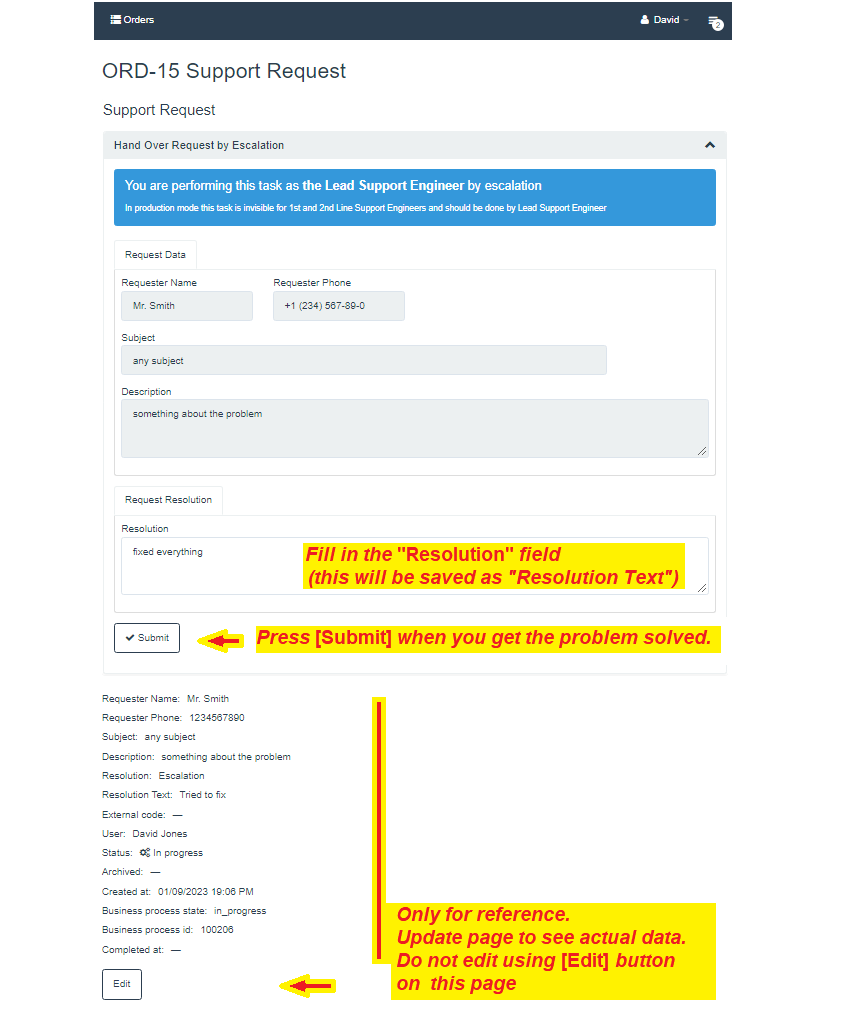 Orders
David
2
ORD-15 Support Request
Support Request
Hand Over Request by Escalation
You are performing this task as the Lead Support Engineer by escalation
In production mode this task is invisible for 1st and 2nd Line Support Engineers and should be done by Lead Support Engineer
Request Data
Requester Name Requester Phone
Mr. Smith +1 (234) 567-89-0
Subject
any subject
Description
something about the problem
Request Resolution
Resolution
fixed everything
Fill in the "Resolution" field
(this will be saved as "Resolution Text")
Submit
Press [Submit] when you get the problem solved.
Requester Name: Mr. Smith
Requester Phone: 1234567890
Subject: any subject
Description: something about the problem
Resolution: Escalation
Resolution Text: Tried to fix
External code: —
User: David Jones
Status: In progress
Archived: —
Created at: 01/09/2023 19:06 PM
Business process state: in_progress
Business process id: 100206
Completed at: —
Only for reference.
Update page to see actual data.
Do not edit using [Edit] button
on this page
Edit